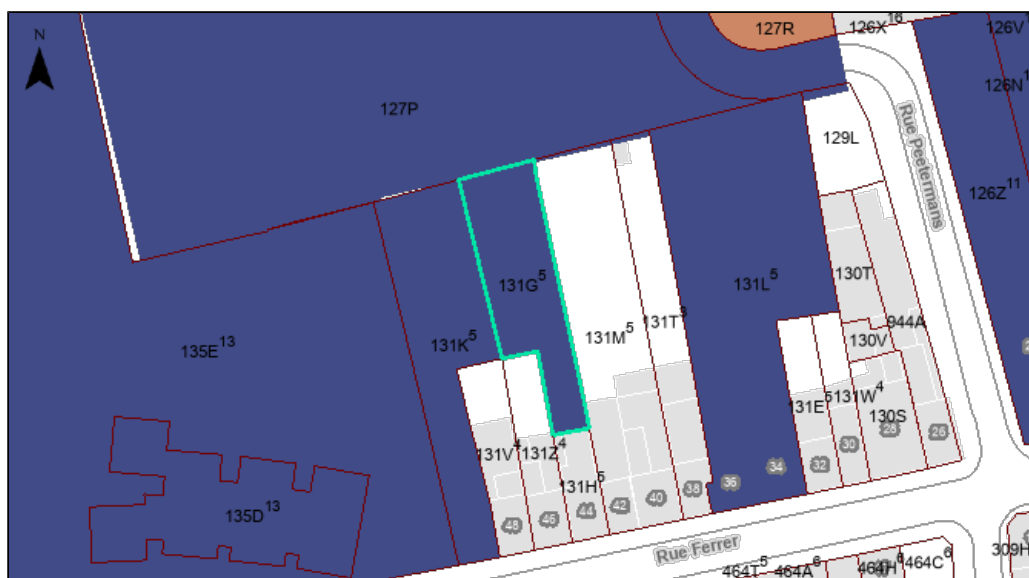 N
127R
126X¹⁶
126V
127P
126N
129L
Rue Peetermans
126Z¹¹
131G⁵
131L⁵
130T
131M⁵
131T
944A
131K⁵
135E¹³
130V
131E⁵
131W⁴
130S
131V⁴
131Z⁴
131H⁵
135D¹³
48
46
44
42
40
38
36
34
32
30
28
26
Rue Ferrer
464T⁵
464A⁶
464H⁶
464C⁶
309H